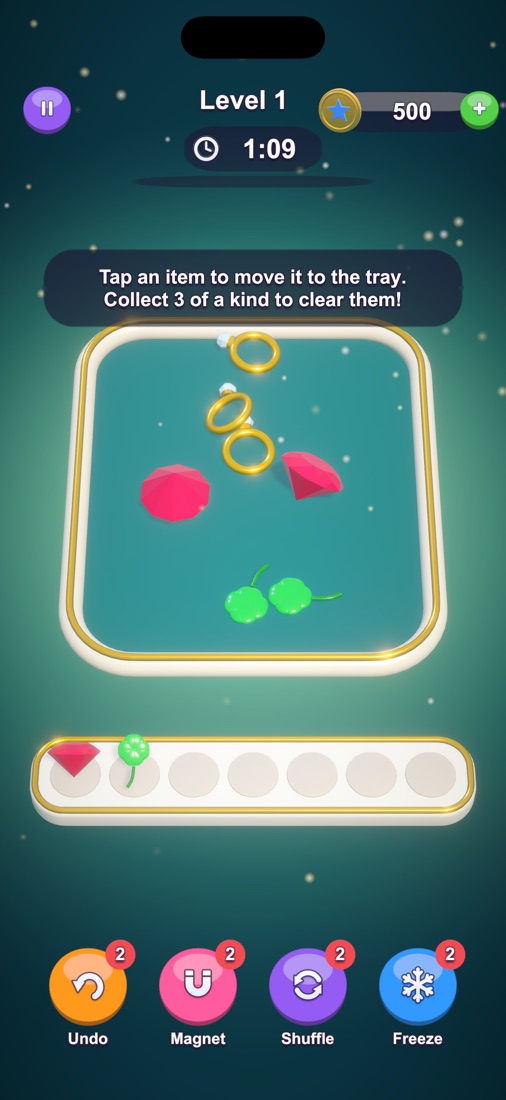 Level 1
500
1:09
Tap an item to move it to the tray.
Collect 3 of a kind to clear them!
2
2
2
2
Undo
Magnet
Shuffle
Freeze